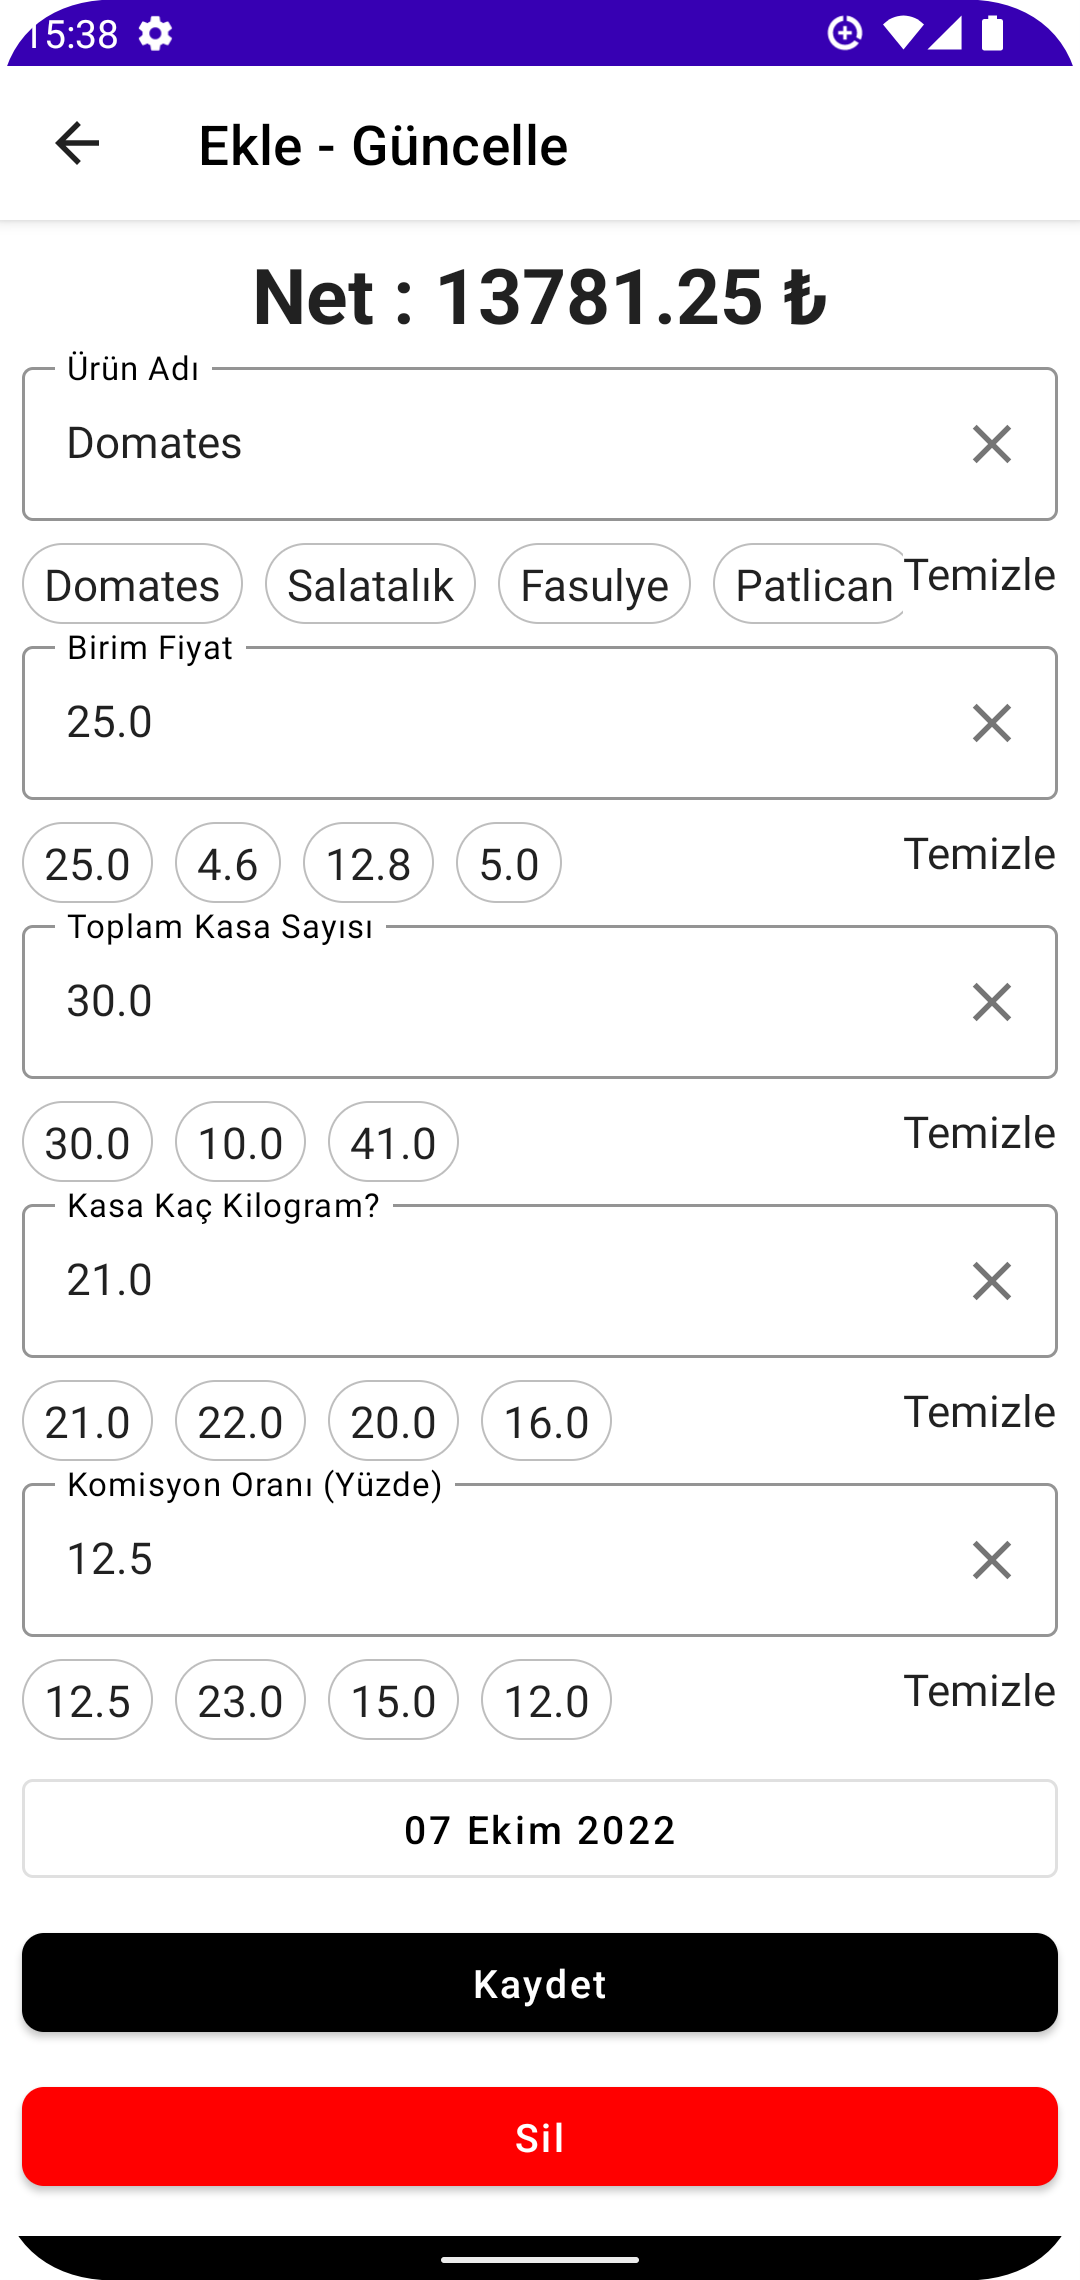 15:38
Ekle - Güncelle
Net : 13781.25 ₺
Ürün Adı
Domates
Domates Salatalık Fasulye Patlican Temizle
Birim Fiyat
25.0
25.0 4.6 12.8 5.0 Temizle
Toplam Kasa Sayısı
30.0
30.0 10.0 41.0 Temizle
Kasa Kaç Kilogram?
21.0
21.0 22.0 20.0 16.0 Temizle
Komisyon Oranı (Yüzde)
12.5
12.5 23.0 15.0 12.0 Temizle
07 Ekim 2022
Kaydet
Sil